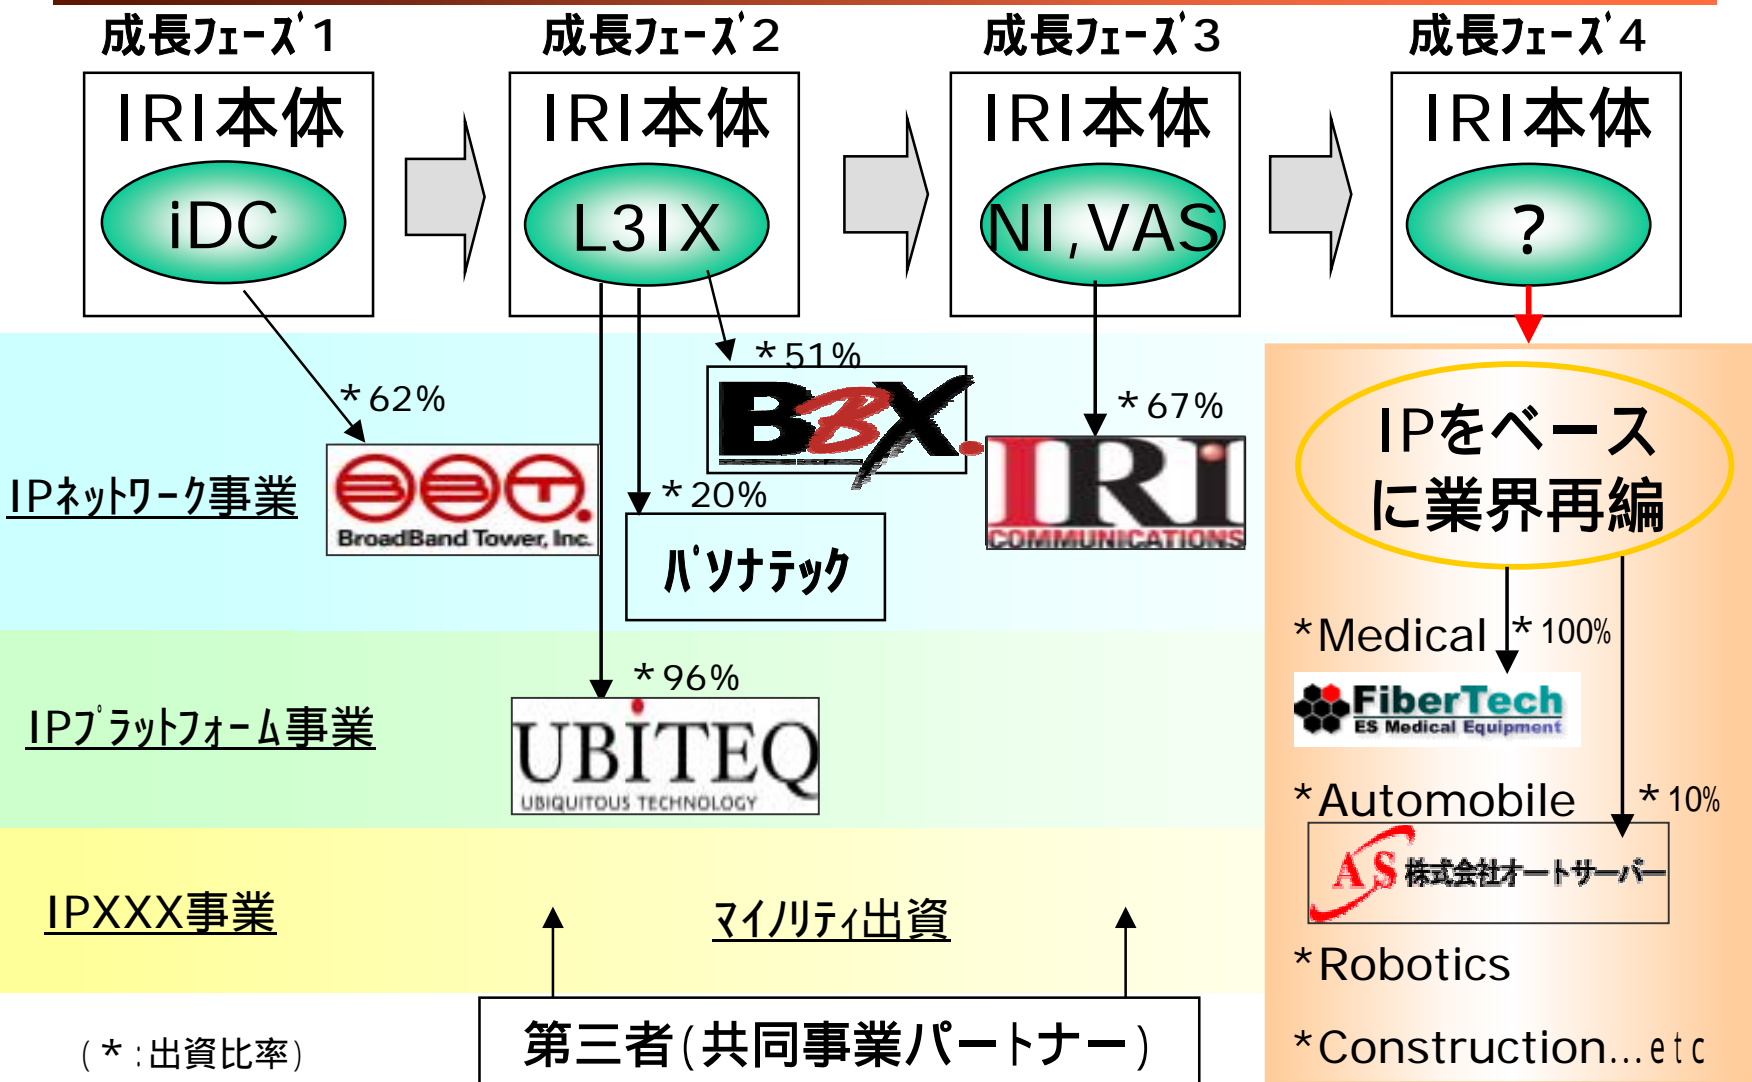 成長ﾌｪｰｽﾞ1
成長ﾌｪｰｽﾞ2
成長ﾌｪｰｽﾞ3
成長ﾌｪｰｽﾞ4
IRI本体
IRI本体
IRI本体
IRI本体
iDC
L3IX
NI,VAS
?
*62%
*51%
*67%
*20%
IPﾈｯﾄﾜｰｸ事業
BBT.
BroadBand Tower, Inc.
BBX.
ﾊﾟｿﾅﾃｯｸ
IRI
COMMUNICATIONS
IPをベース
に業界再編
IPﾌﾟﾗｯﾄﾌｫｰﾑ事業
*96%
UBiTEQ
UBIQUITOUS TECHNOLOGY
*Medical
*100%
FiberTech
ES Medical Equipment
*Automobile
*10%
AS 株式会社オートサーバー
IPXXX事業
ﾏｲﾉﾘﾃｨ出資
*Robotics
*Construction...etc
第三者(共同事業パートナー)
(*:出資比率)